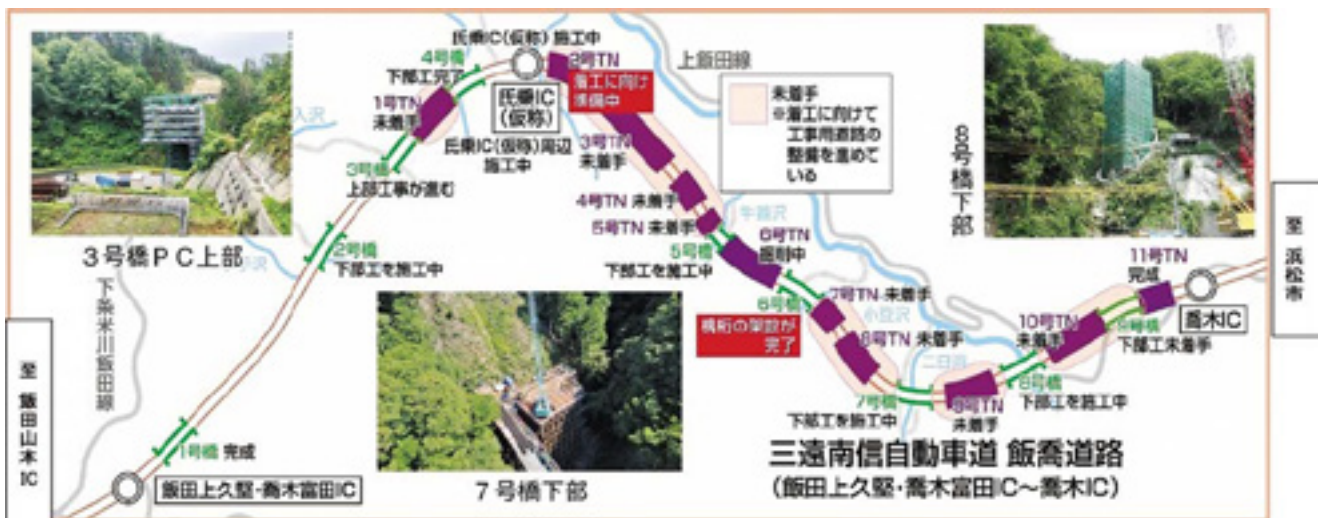 3号橋PC上部
入沢
4号橋
下部工完了
氏乗IC(仮称)施工中
氏乗IC
(仮称)
氏乗IC(仮称)周辺
施工中
1号TN
未着手
3号橋
上部工事が進む
2号橋
下部工を施工中
下条米川飯田線
至 飯田山本IC
1号橋 完成
飯田上久堅・喬木富田IC
7号橋下部
2号TN
着工に向け
準備中
上飯田線
未着手
※着工に向けて
工事用道路の
整備を進めて
いる
3号TN
未着手
4号TN 未着手
5号TN 未着手
5号橋
下部工を施工中
牛首沢
6号TN
掘削中
6号橋
橋桁の架設が
完了
7号TN 未着手
小豆沢
8号TN 未着手
7号橋
下部工を施工中
9号TN
未着手
8号橋
下部工を施工中
10号TN
未着手
9号橋
下部工未着手
11号TN
完成
喬木IC
8号橋下部
至 浜松市
三遠南信自動車道 飯喬道路
(飯田上久堅・喬木富田IC~喬木IC)